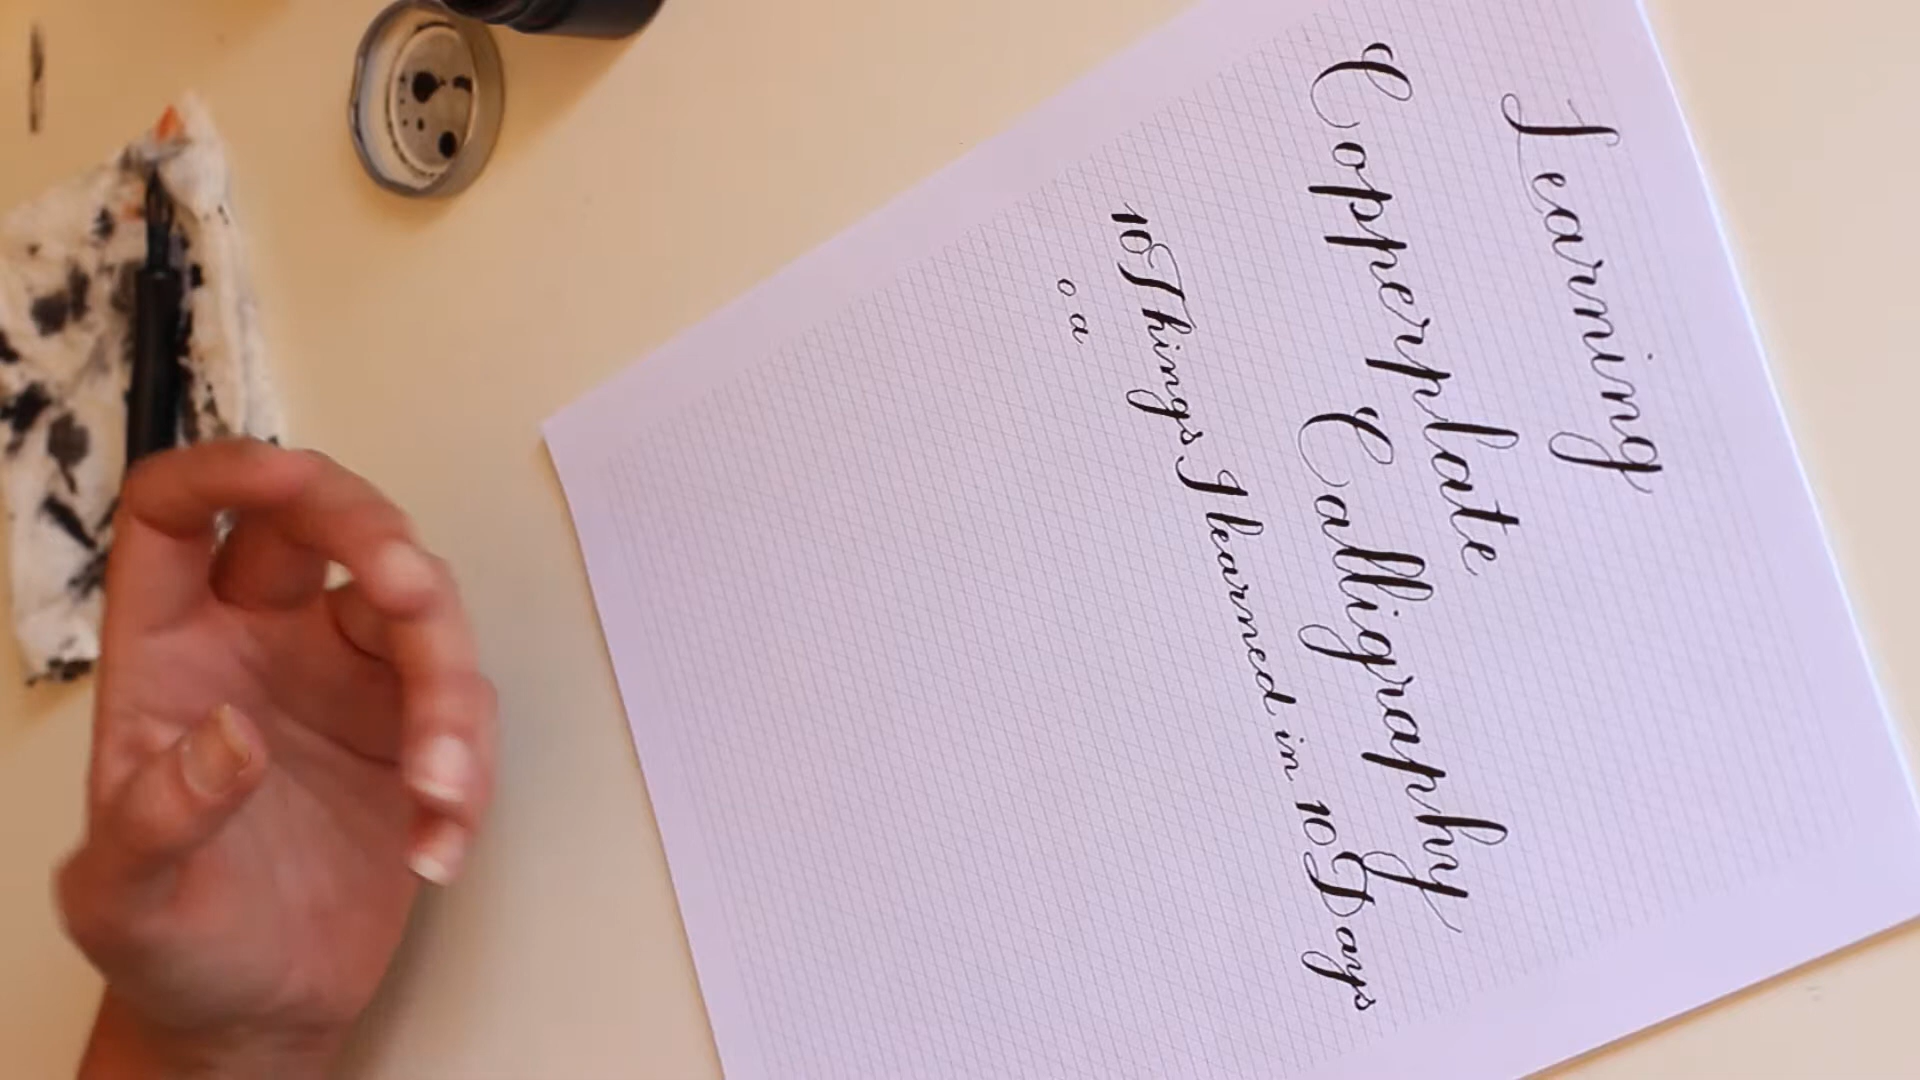 Learning
Copperplate
Calligraphy
10 Things I learned in 10 Days
o a